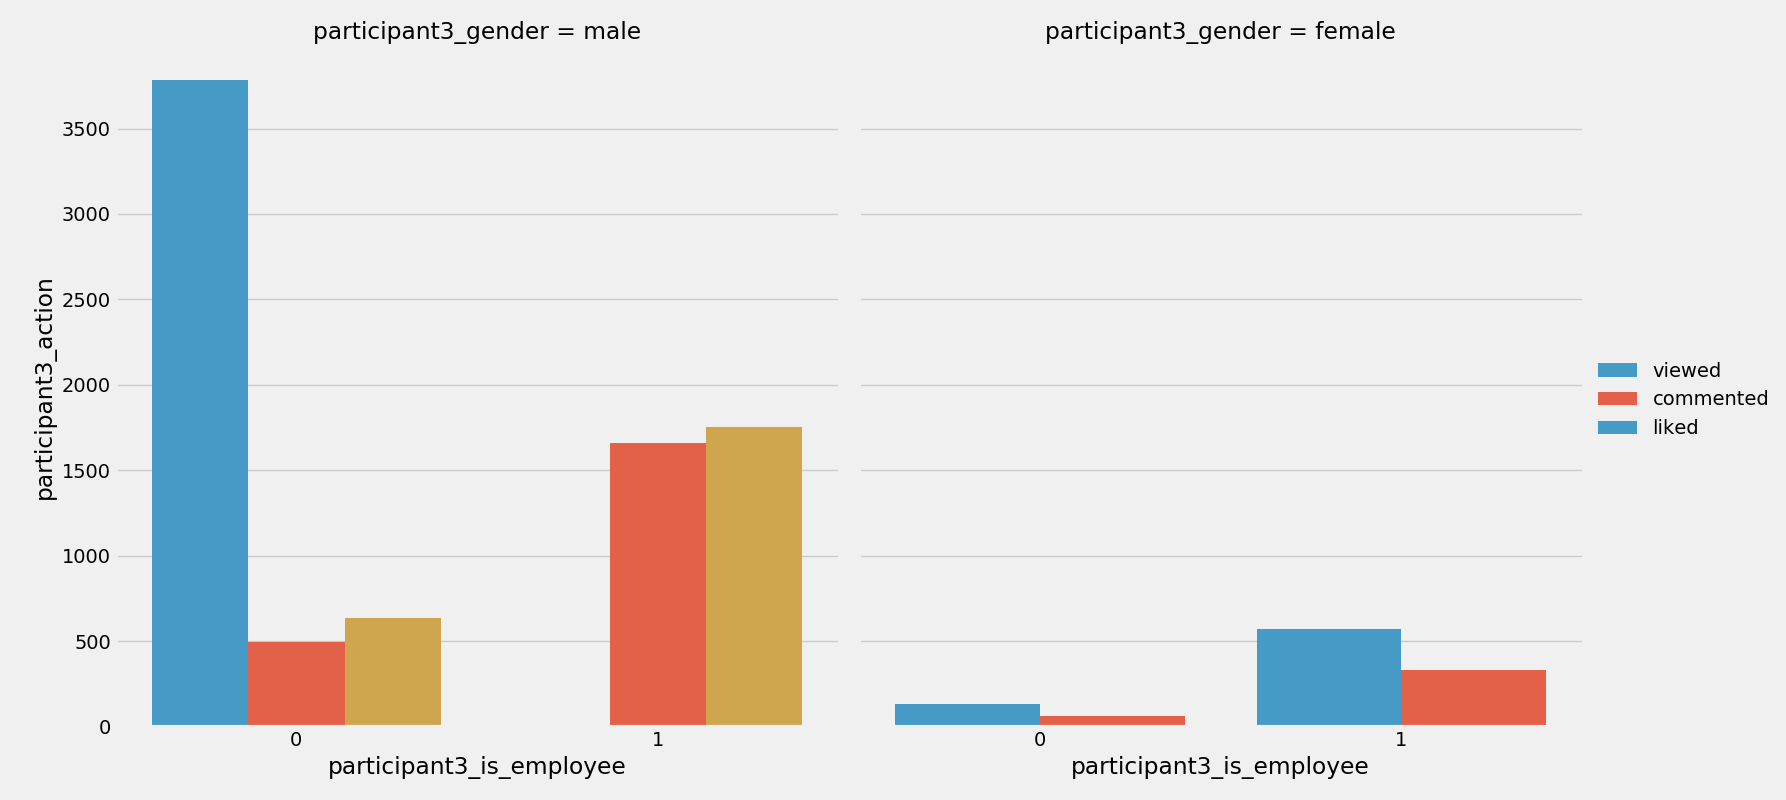 participant3_gender = male
participant3_gender = female
participant3_action
3500
3000
2500
2000
1500
1000
500
0
0 1
participant3_is_employee
0 1
participant3_is_employee
viewed
commented
liked